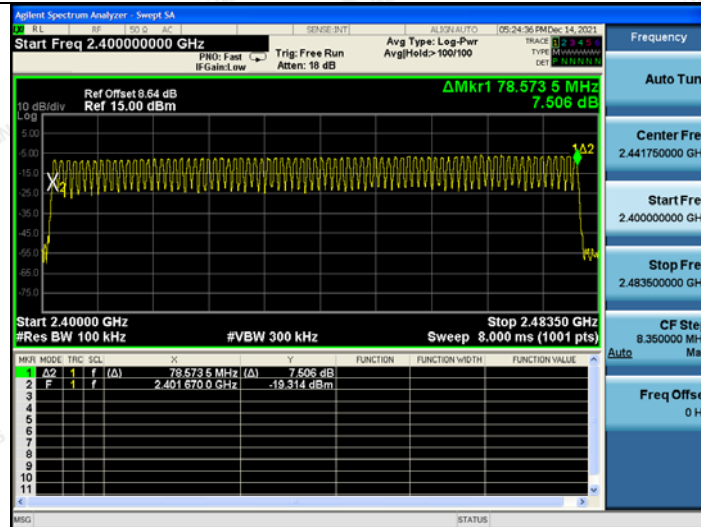 Agilent Spectrum Analyzer - Swept SA
RL RF 50 Ω AC SENSE:INT ALIGNAUTO 05:24:36 PM Dec 14, 2021
Start Freq 2.400000000 GHz
PNO: Fast
IFGain:Low
Trig: Free Run
Atten: 18 dB
Avg Type: Log-Pwr
Avg|Hold:>100/100
TRACE 1 2 3 4 5 6
TYPE M
DET P N N N N N
ΔMkr1 78.573 5 MHz
7.506 dB
Ref Offset 8.64 dB
10 dB/div Ref 15.00 dBm
Log
5.00
-5.00
-15.0
-25.0
-35.0
-45.0
-55.0
-65.0
-75.0
1Δ2
2
Start 2.40000 GHz Stop 2.48350 GHz
#Res BW 100 kHz #VBW 300 kHz Sweep 8.000 ms (1001 pts)
MKR MODE TRC SCL X Y FUNCTION FUNCTION WIDTH FUNCTION VALUE
1 Δ2 1 f (Δ) 78.573 5 MHz (Δ) 7.506 dB
2 F 1 f 2.401 670 0 GHz -19.314 dBm
3
4
5
6
7
8
9
10
11
MSG STATUS
Frequency
Auto Tun
Center Fre
2.441750000 GH
Start Fre
2.400000000 GH
Stop Fre
2.483500000 GH
CF Ste
8.350000 MH
Auto Ma
Freq Offse
0 H